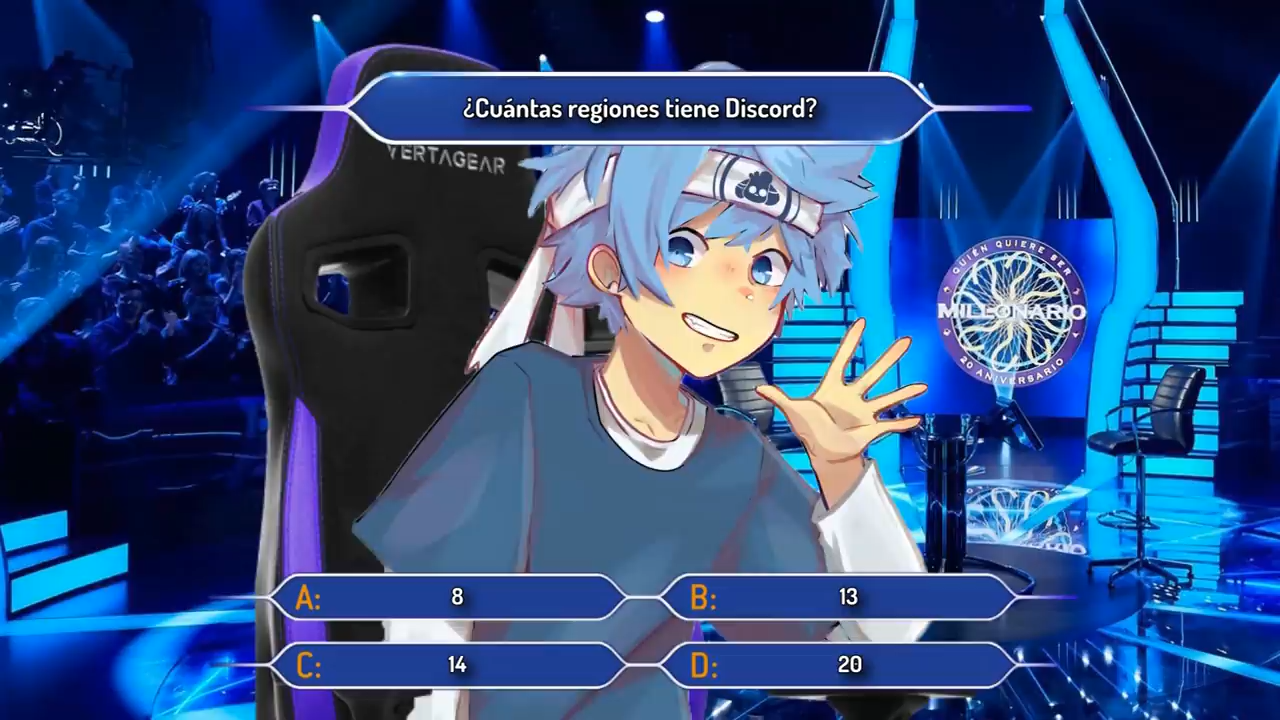 ¿Cuántas regiones tiene Discord?
VERTAGEAR
QUIÉN QUIERE SER
MILLONARIO
20 ANIVERSARIO
A: 8
B: 13
C: 14
D: 20